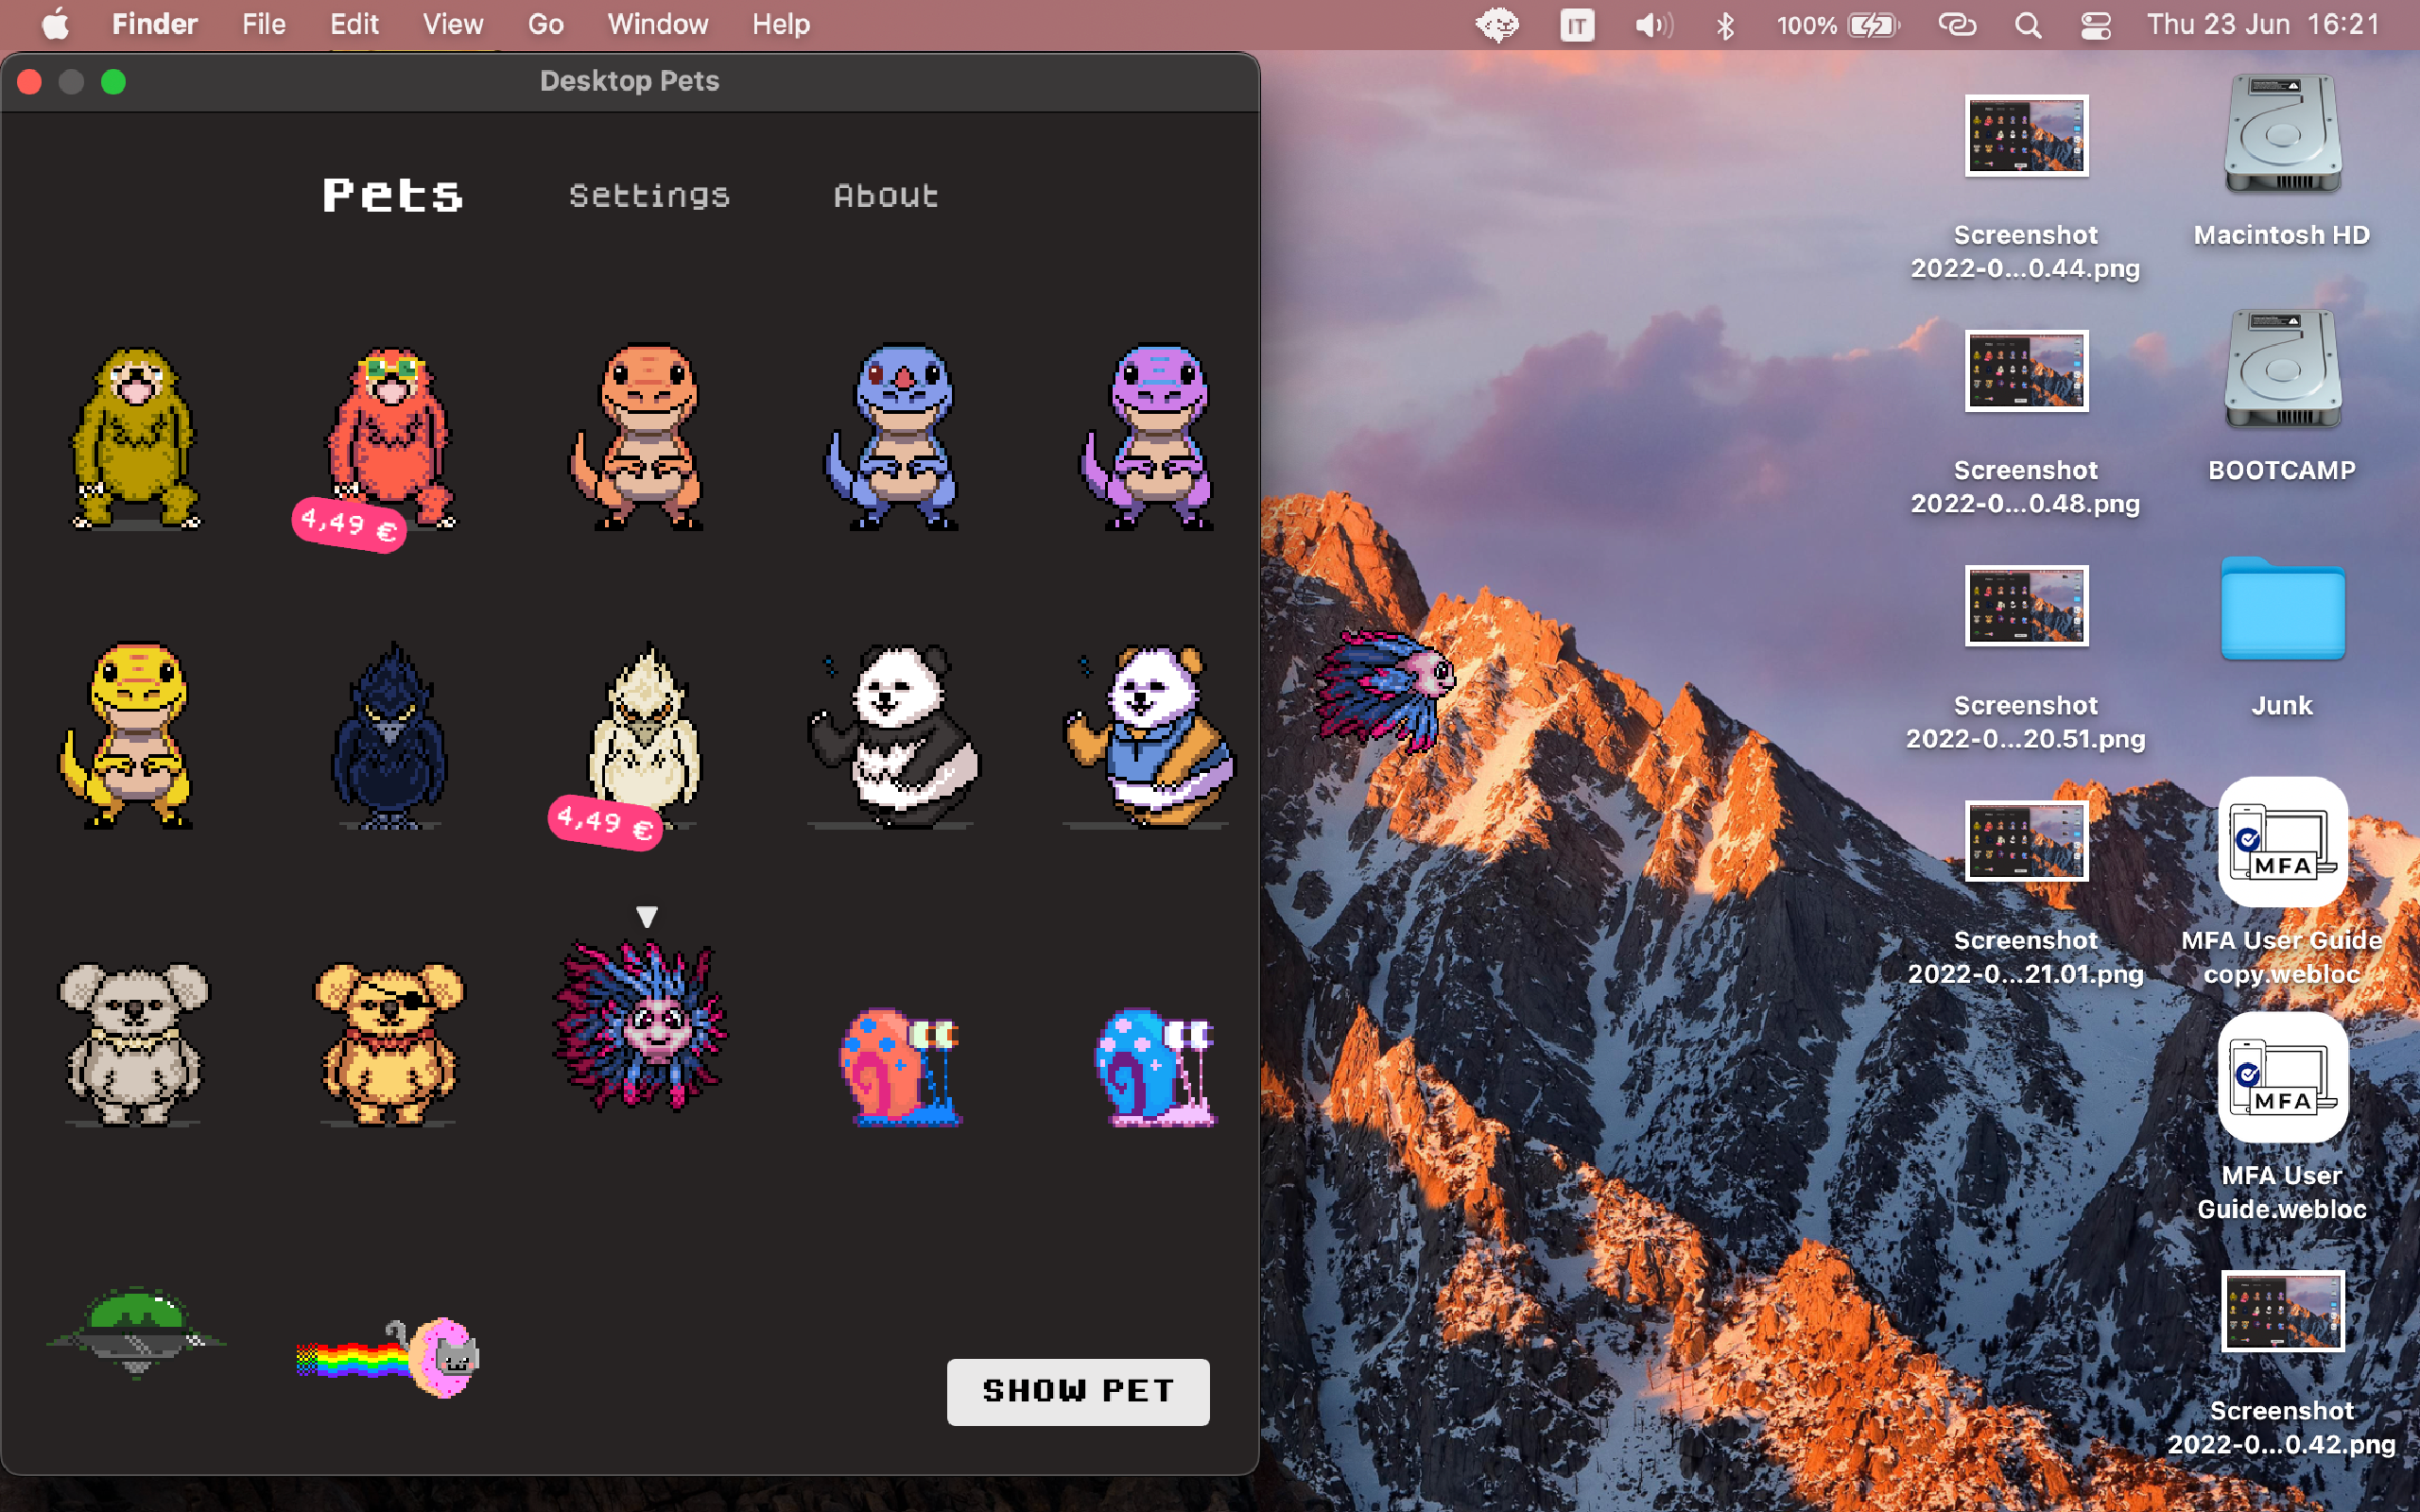 Finder File Edit View Go Window Help IT 100% Thu 23 Jun 16:21
Desktop Pets
Pets Settings About
4,49 €
4,49 €
SHOW PET
Screenshot
2022-0...0.44.png
Macintosh HD
Screenshot
2022-0...0.48.png
BOOTCAMP
Screenshot
2022-0...20.51.png
Junk
MFA
Screenshot
2022-0...21.01.png
MFA User Guide
copy.webloc
MFA
MFA User
Guide.webloc
Screenshot
2022-0...0.42.png